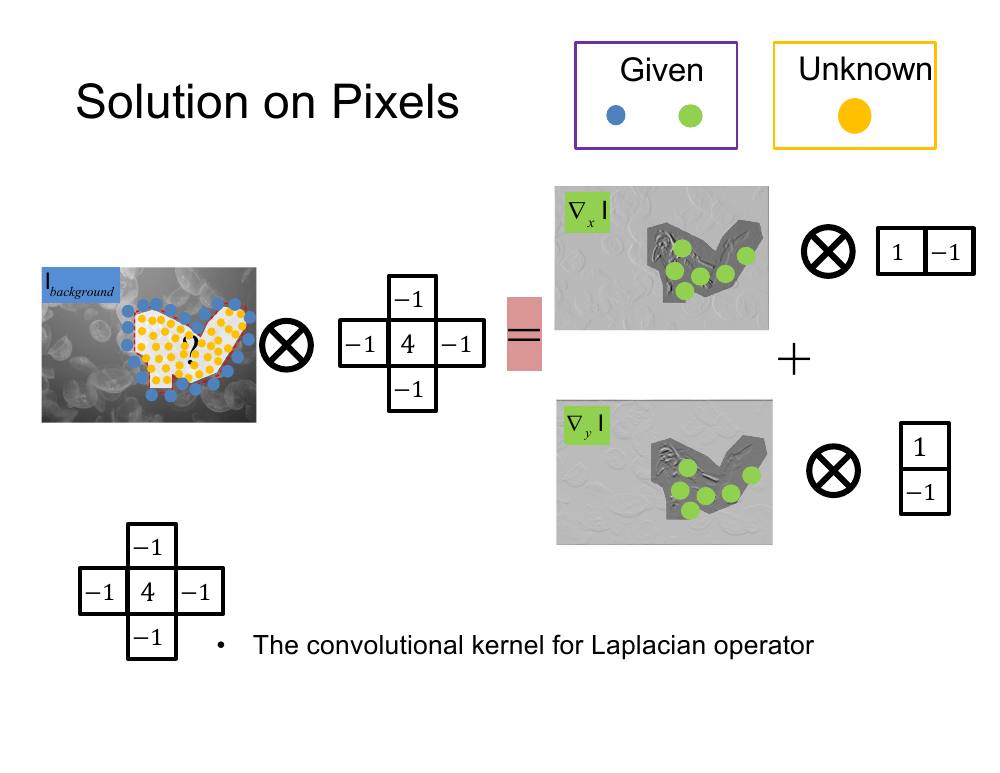 Solution on Pixels
Given
Unknown
I background
?
−1
−1 4 −1
−1
=
∇x I
1 −1
+
∇y I
1
−1
−1
−1 4 −1
−1
• The convolutional kernel for Laplacian operator